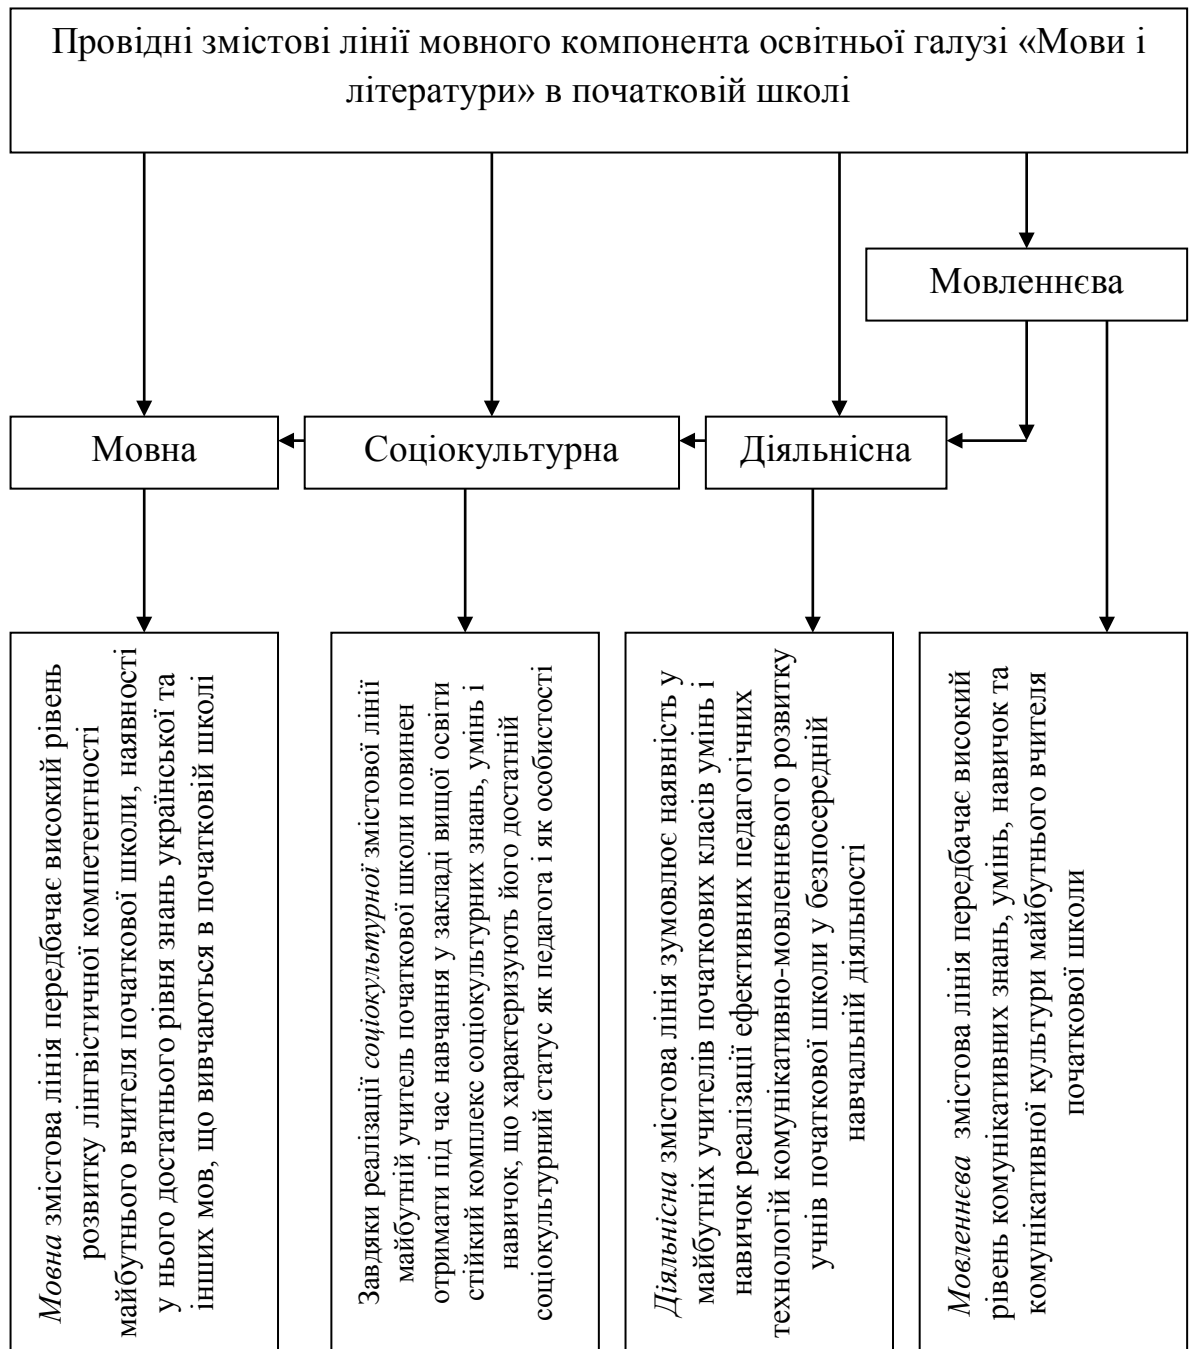 Провідні змістові лінії мовного компонента освітньої галузі «Мови і
літератури» в початковій школі
Мовленнєва
Мовна
Соціокультурна
Діяльнісна
Мовна змістова лінія передбачає високий рівень
розвитку лінгвістичної компетентності
майбутнього вчителя початкової школи, наявності
у нього достатнього рівня знань української та
інших мов, що вивчаються в початковій школі
Завдяки реалізації соціокультурної змістової лінії
майбутній учитель початкової школи повинен
отримати під час навчання у закладі вищої освіти
стійкий комплекс соціокультурних знань, умінь і
навичок, що характеризують його достатній
соціокультурний статус як педагога і як особистості
Діяльнісна змістова лінія зумовлює наявність у
майбутніх учителів початкових класів умінь і
навичок реалізації ефективних педагогічних
технологій комунікативно-мовленнєвого розвитку
учнів початкової школи у безпосередній
навчальній діяльності
Мовленнєва змістова лінія передбачає високий
рівень комунікативних знань, умінь, навичок та
комунікативної культури майбутнього вчителя
початкової школи